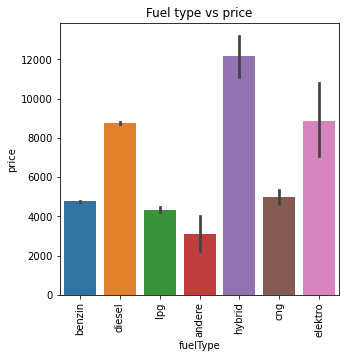 Fuel type vs price
price
12000
10000
8000
6000
4000
2000
0
benzin
diesel
lpg
andere
hybrid
cng
elektro
fuelType